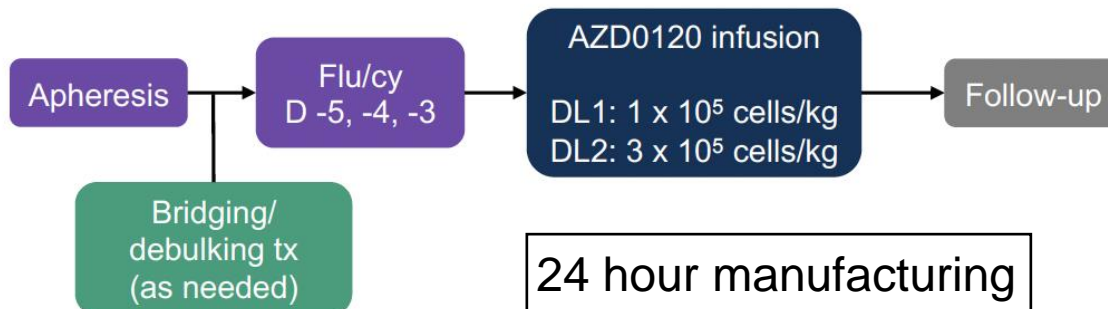 Apheresis
Flu/cy
D -5, -4, -3
AZD0120 infusion
DL1: 1 x 10⁵ cells/kg
DL2: 3 x 10⁵ cells/kg
Follow-up
Bridging/
debulking tx
(as needed)
24 hour manufacturing